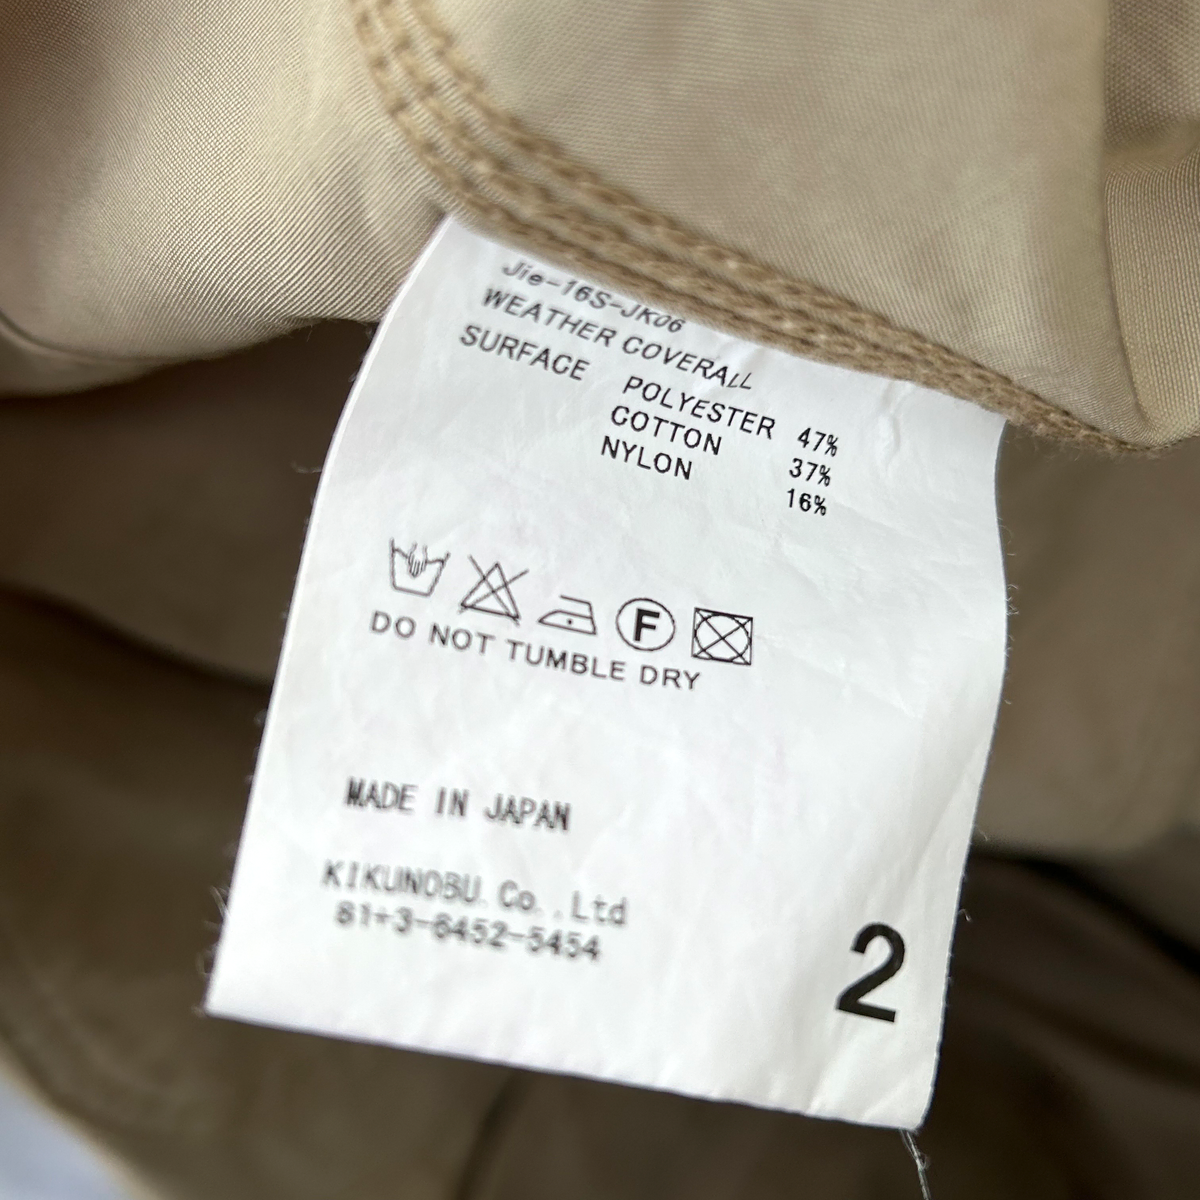 Jie-16S-JK06
WEATHER COVERALL
SURFACE POLYESTER 47%
COTTON 37%
NYLON 16%
F
DO NOT TUMBLE DRY
MADE IN JAPAN
KIKUNOBU.Co.,Ltd
81+3-6452-5454
2